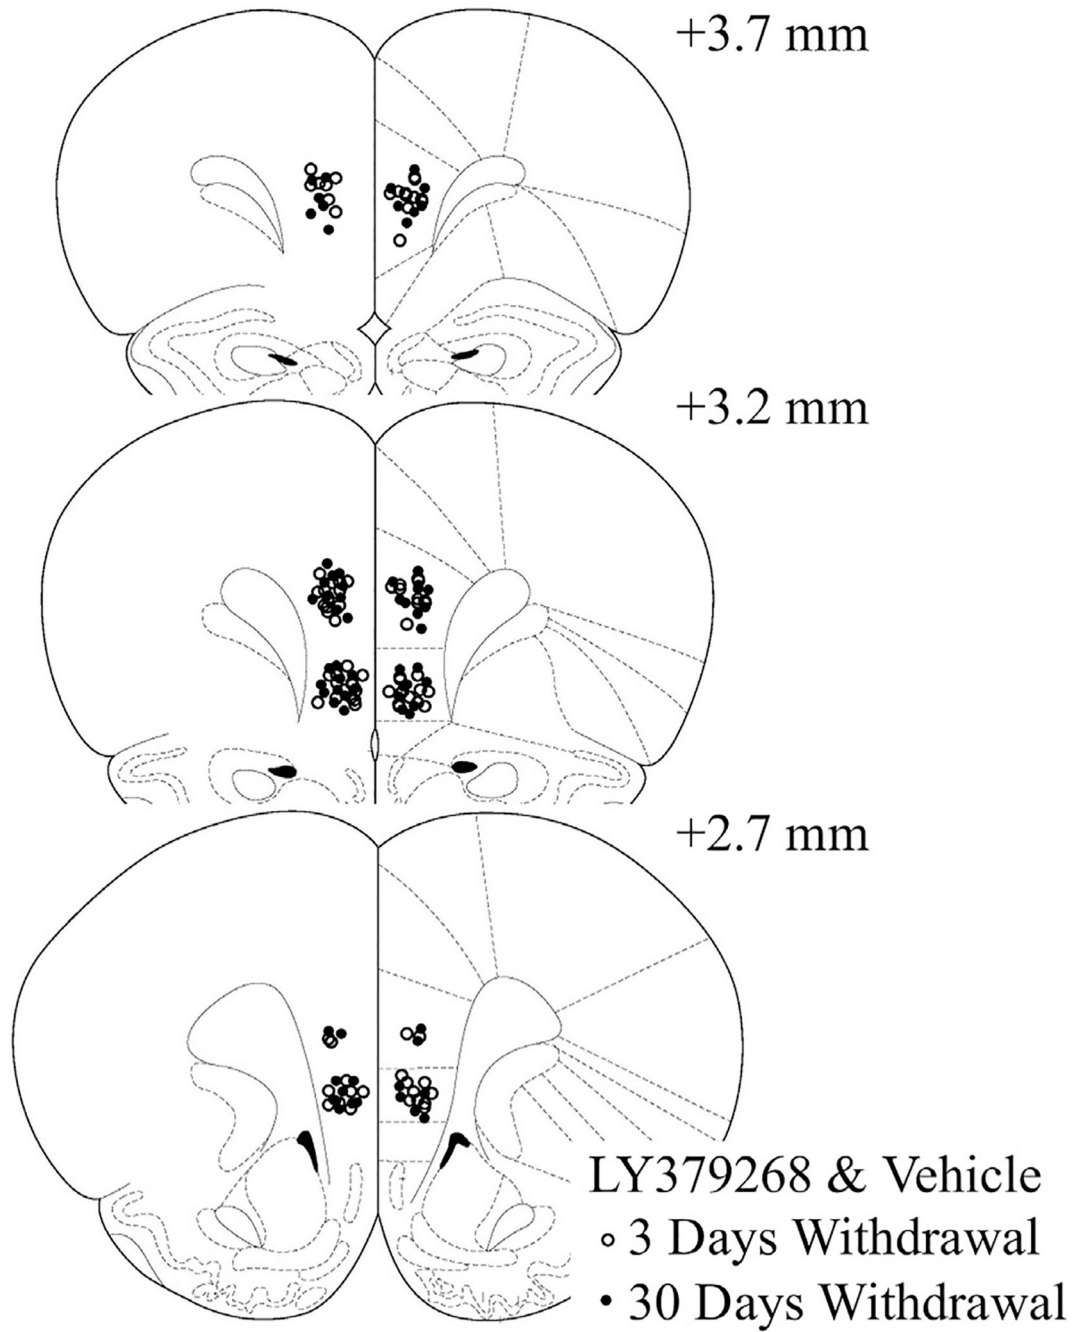 +3.7 mm
+3.2 mm
+2.7 mm
LY379268 & Vehicle
3 Days Withdrawal
30 Days Withdrawal